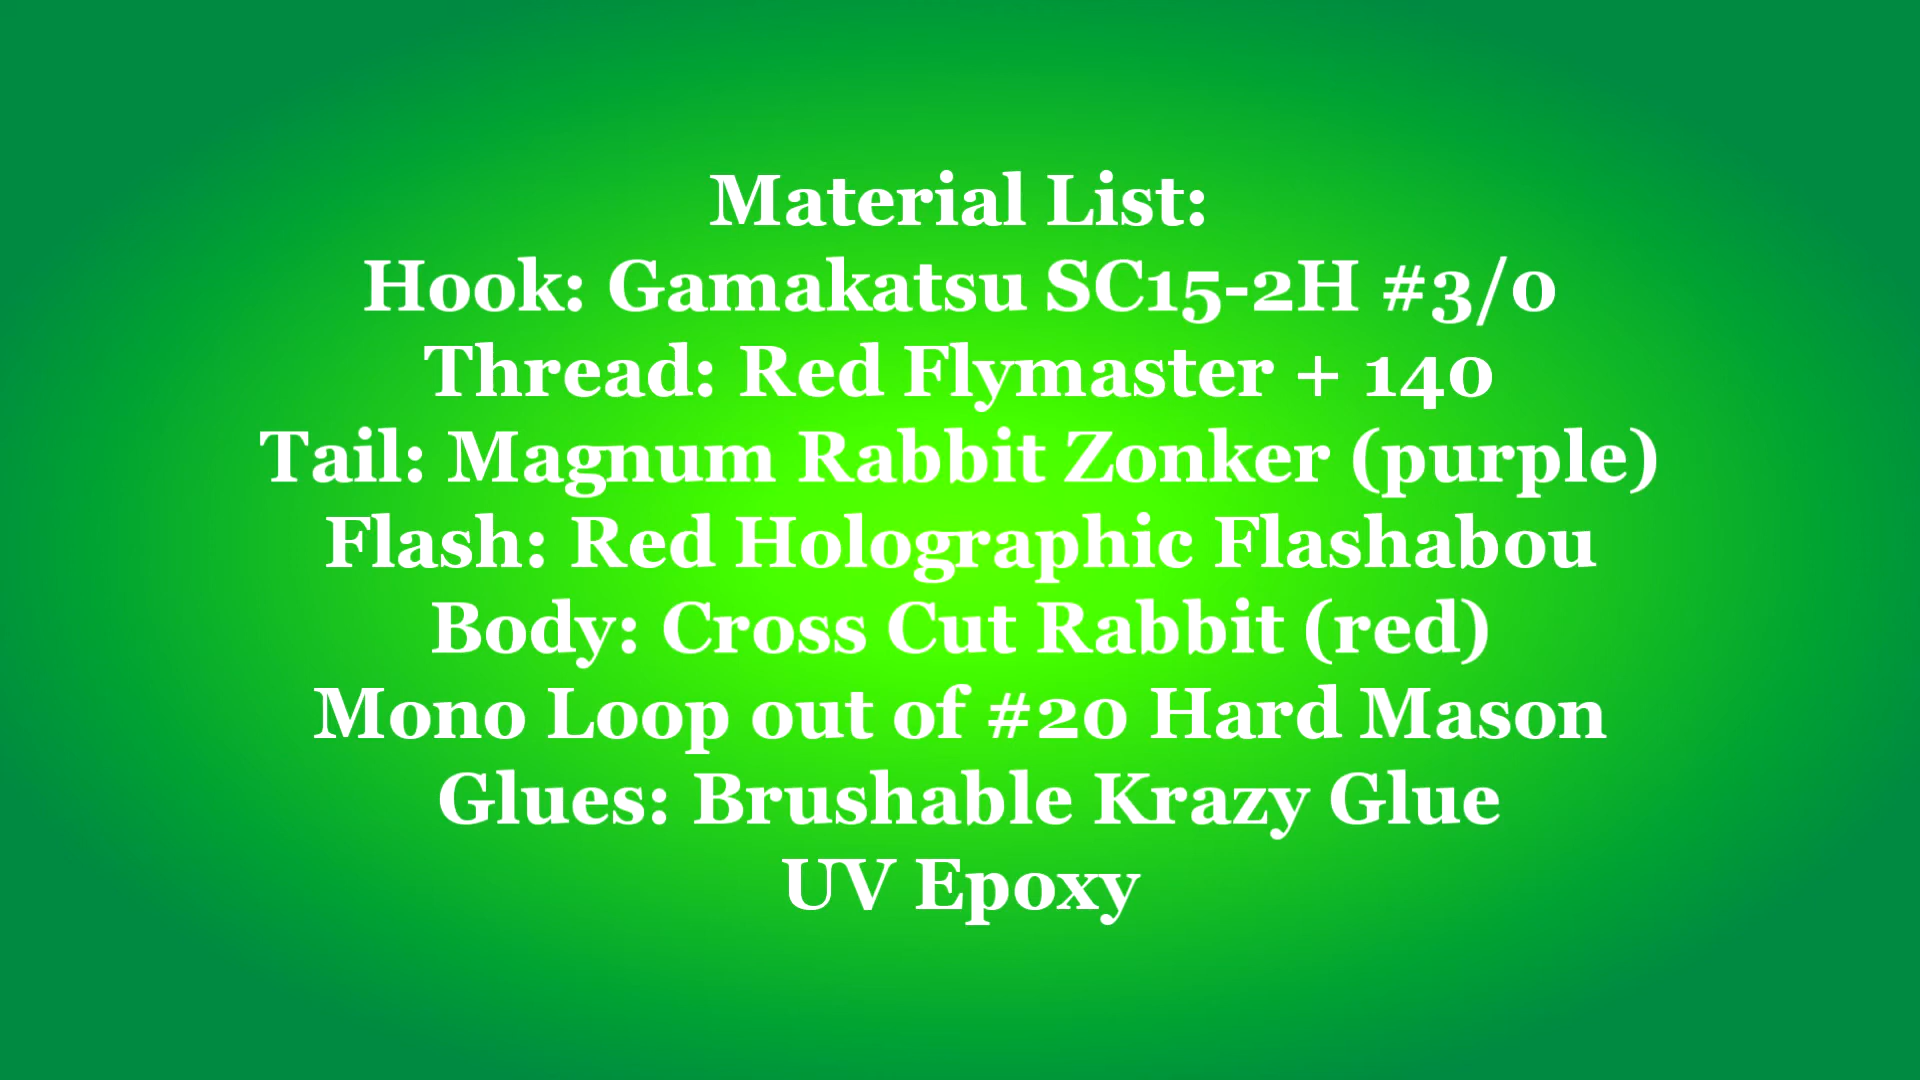 Material List:
Hook: Gamakatsu SC15-2H #3/0
Thread: Red Flymaster + 140
Tail: Magnum Rabbit Zonker (purple)
Flash: Red Holographic Flashabou
Body: Cross Cut Rabbit (red)
Mono Loop out of #20 Hard Mason
Glues: Brushable Krazy Glue
UV Epoxy